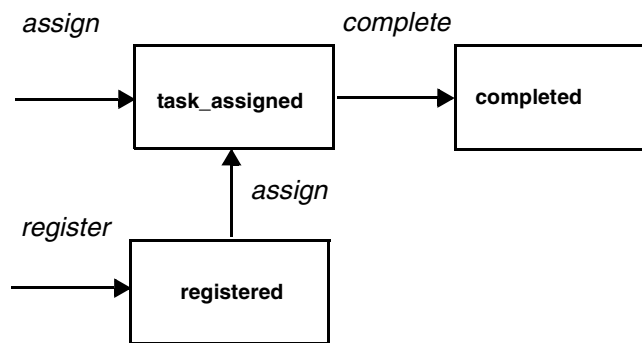 assign
complete
task_assigned
completed
assign
register
registered